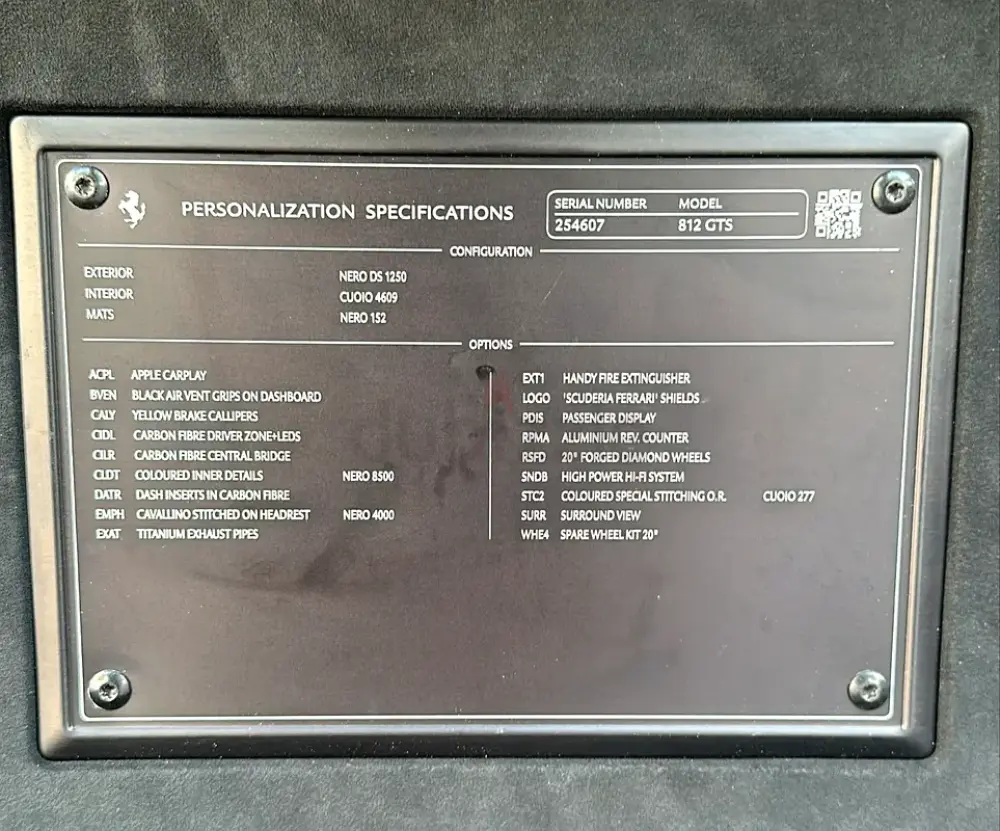 PERSONALIZATION SPECIFICATIONS
SERIAL NUMBER MODEL
254607 812 GTS
CONFIGURATION
EXTERIOR NERO DS 1250
INTERIOR CUOIO 4609
MATS NERO 152
OPTIONS
ACPL APPLE CARPLAY
BVEN BLACK AIR VENT GRIPS ON DASHBOARD
CALY YELLOW BRAKE CALLIPERS
CIDL CARBON FIBRE DRIVER ZONE+LEDS
CILR CARBON FIBRE CENTRAL BRIDGE
CLDT COLOURED INNER DETAILS NERO 8500
DATR DASH INSERTS IN CARBON FIBRE
EMPH CAVALLINO STITCHED ON HEADREST NERO 4000
EXAT TITANIUM EXHAUST PIPES
EXT1 HANDY FIRE EXTINGUISHER
LOGO 'SCUDERIA FERRARI' SHIELDS
PDIS PASSENGER DISPLAY
RPMA ALUMINIUM REV. COUNTER
RSFD 20" FORGED DIAMOND WHEELS
SNDB HIGH POWER HI-FI SYSTEM
STC2 COLOURED SPECIAL STITCHING O.R. CUOIO 277
SURR SURROUND VIEW
WHE4 SPARE WHEEL KIT 20"